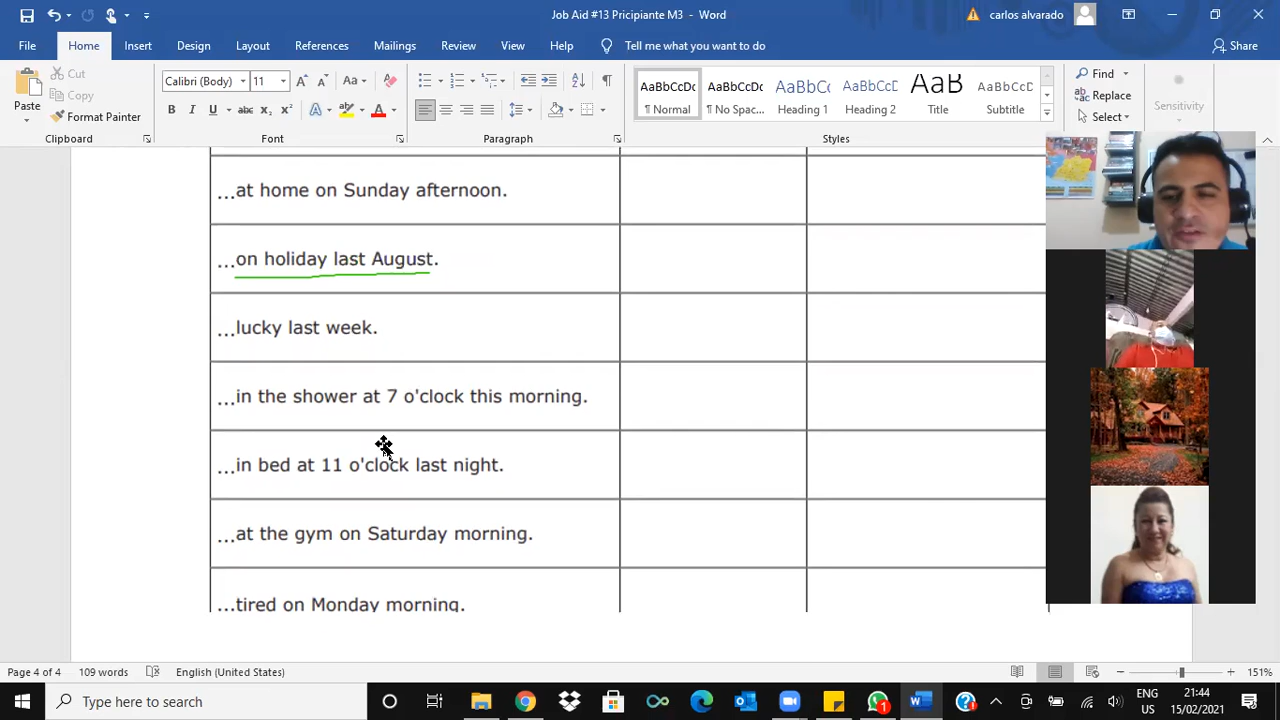 Job Aid #13 Pricipiante M3 - Word
carlos alvarado
File Home Insert Design Layout References Mailings Review View Help Tell me what you want to do Share
Paste
Cut
Copy
Format Painter
Clipboard
Calibri (Body) 11
Font
Paragraph
AaBbCcDc ¶ Normal
AaBbCcDc ¶ No Spac...
AaBbCc Heading 1
AaBbCcC Heading 2
AaB Title
AaBbCcD Subtitle
Styles
Find
Replace
Select
Editing
Sensitivity
...at home on Sunday afternoon.
...on holiday last August.
...lucky last week.
...in the shower at 7 o'clock this morning.
...in bed at 11 o'clock last night.
...at the gym on Saturday morning.
...tired on Monday morning.
Page 4 of 4 109 words English (United States) 151%
Type here to search
ENG
US
21:44
15/02/2021